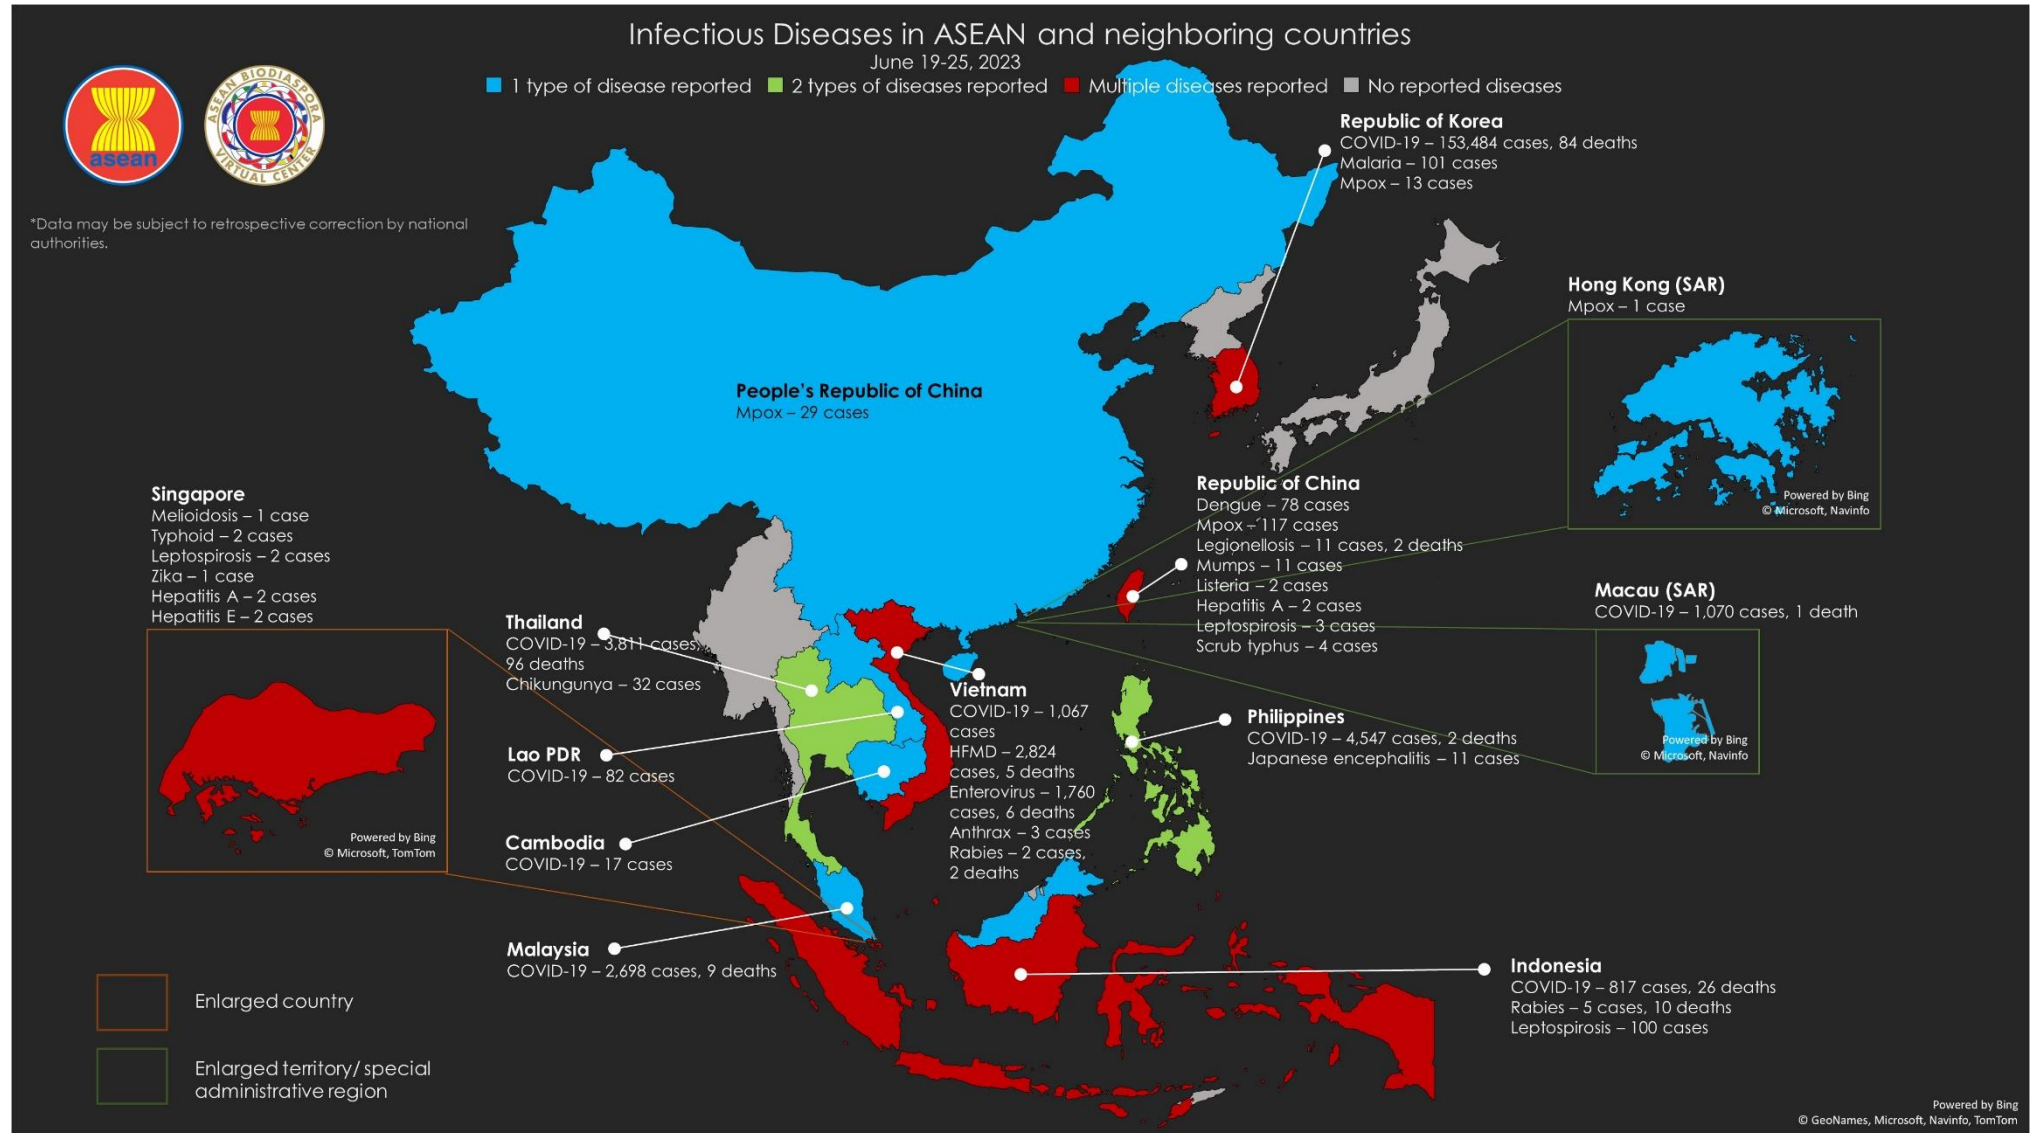 Infectious Diseases in ASEAN and neighboring countries
June 19-25, 2023
1 type of disease reported
2 types of diseases reported
Multiple diseases reported
No reported diseases
asean
ASEAN BIODIASPORA
VIRTUAL CENTER
*Data may be subject to retrospective correction by national
authorities.
Republic of Korea
COVID-19 – 153,484 cases, 84 deaths
Malaria – 101 cases
Mpox – 13 cases
Hong Kong (SAR)
Mpox – 1 case
Powered by Bing
© Microsoft, Navinfo
People's Republic of China
Mpox – 29 cases
Singapore
Melioidosis – 1 case
Typhoid – 2 cases
Leptospirosis – 2 cases
Zika – 1 case
Hepatitis A – 2 cases
Hepatitis E – 2 cases
Powered by Bing
© Microsoft, TomTom
Republic of China
Dengue – 78 cases
Mpox – 117 cases
Legionellosis – 11 cases, 2 deaths
Mumps – 11 cases
Listeria – 2 cases
Hepatitis A – 2 cases
Leptospirosis – 3 cases
Scrub typhus – 4 cases
Macau (SAR)
COVID-19 – 1,070 cases, 1 death
Powered by Bing
© Microsoft, Navinfo
Thailand
COVID-19 – 3,811 cases,
96 deaths
Chikungunya – 32 cases
Vietnam
COVID-19 – 1,067
cases
HFMD – 2,824
cases, 5 deaths
Enterovirus – 1,760
cases, 6 deaths
Anthrax – 3 cases
Rabies – 2 cases,
2 deaths
Philippines
COVID-19 – 4,547 cases, 2 deaths
Japanese encephalitis – 11 cases
Lao PDR
COVID-19 – 82 cases
Cambodia
COVID-19 – 17 cases
Malaysia
COVID-19 – 2,698 cases, 9 deaths
Indonesia
COVID-19 – 817 cases, 26 deaths
Rabies – 5 cases, 10 deaths
Leptospirosis – 100 cases
Enlarged country
Enlarged territory/ special
administrative region
Powered by Bing
© GeoNames, Microsoft, Navinfo, TomTom